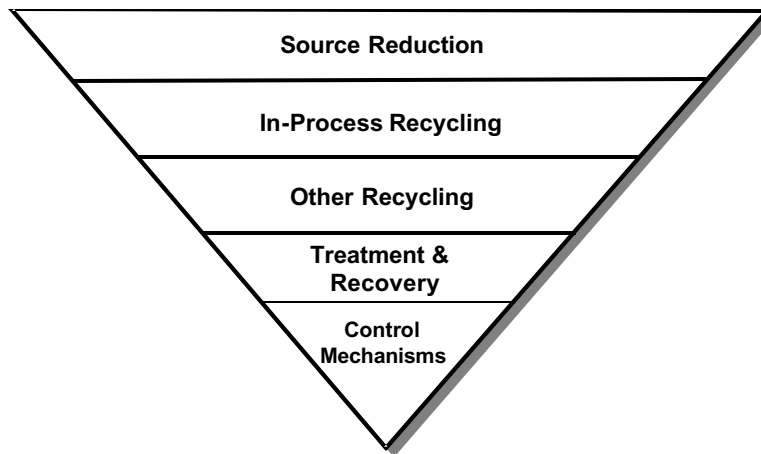 Source Reduction
In-Process Recycling
Other Recycling
Treatment &
Recovery
Control
Mechanisms